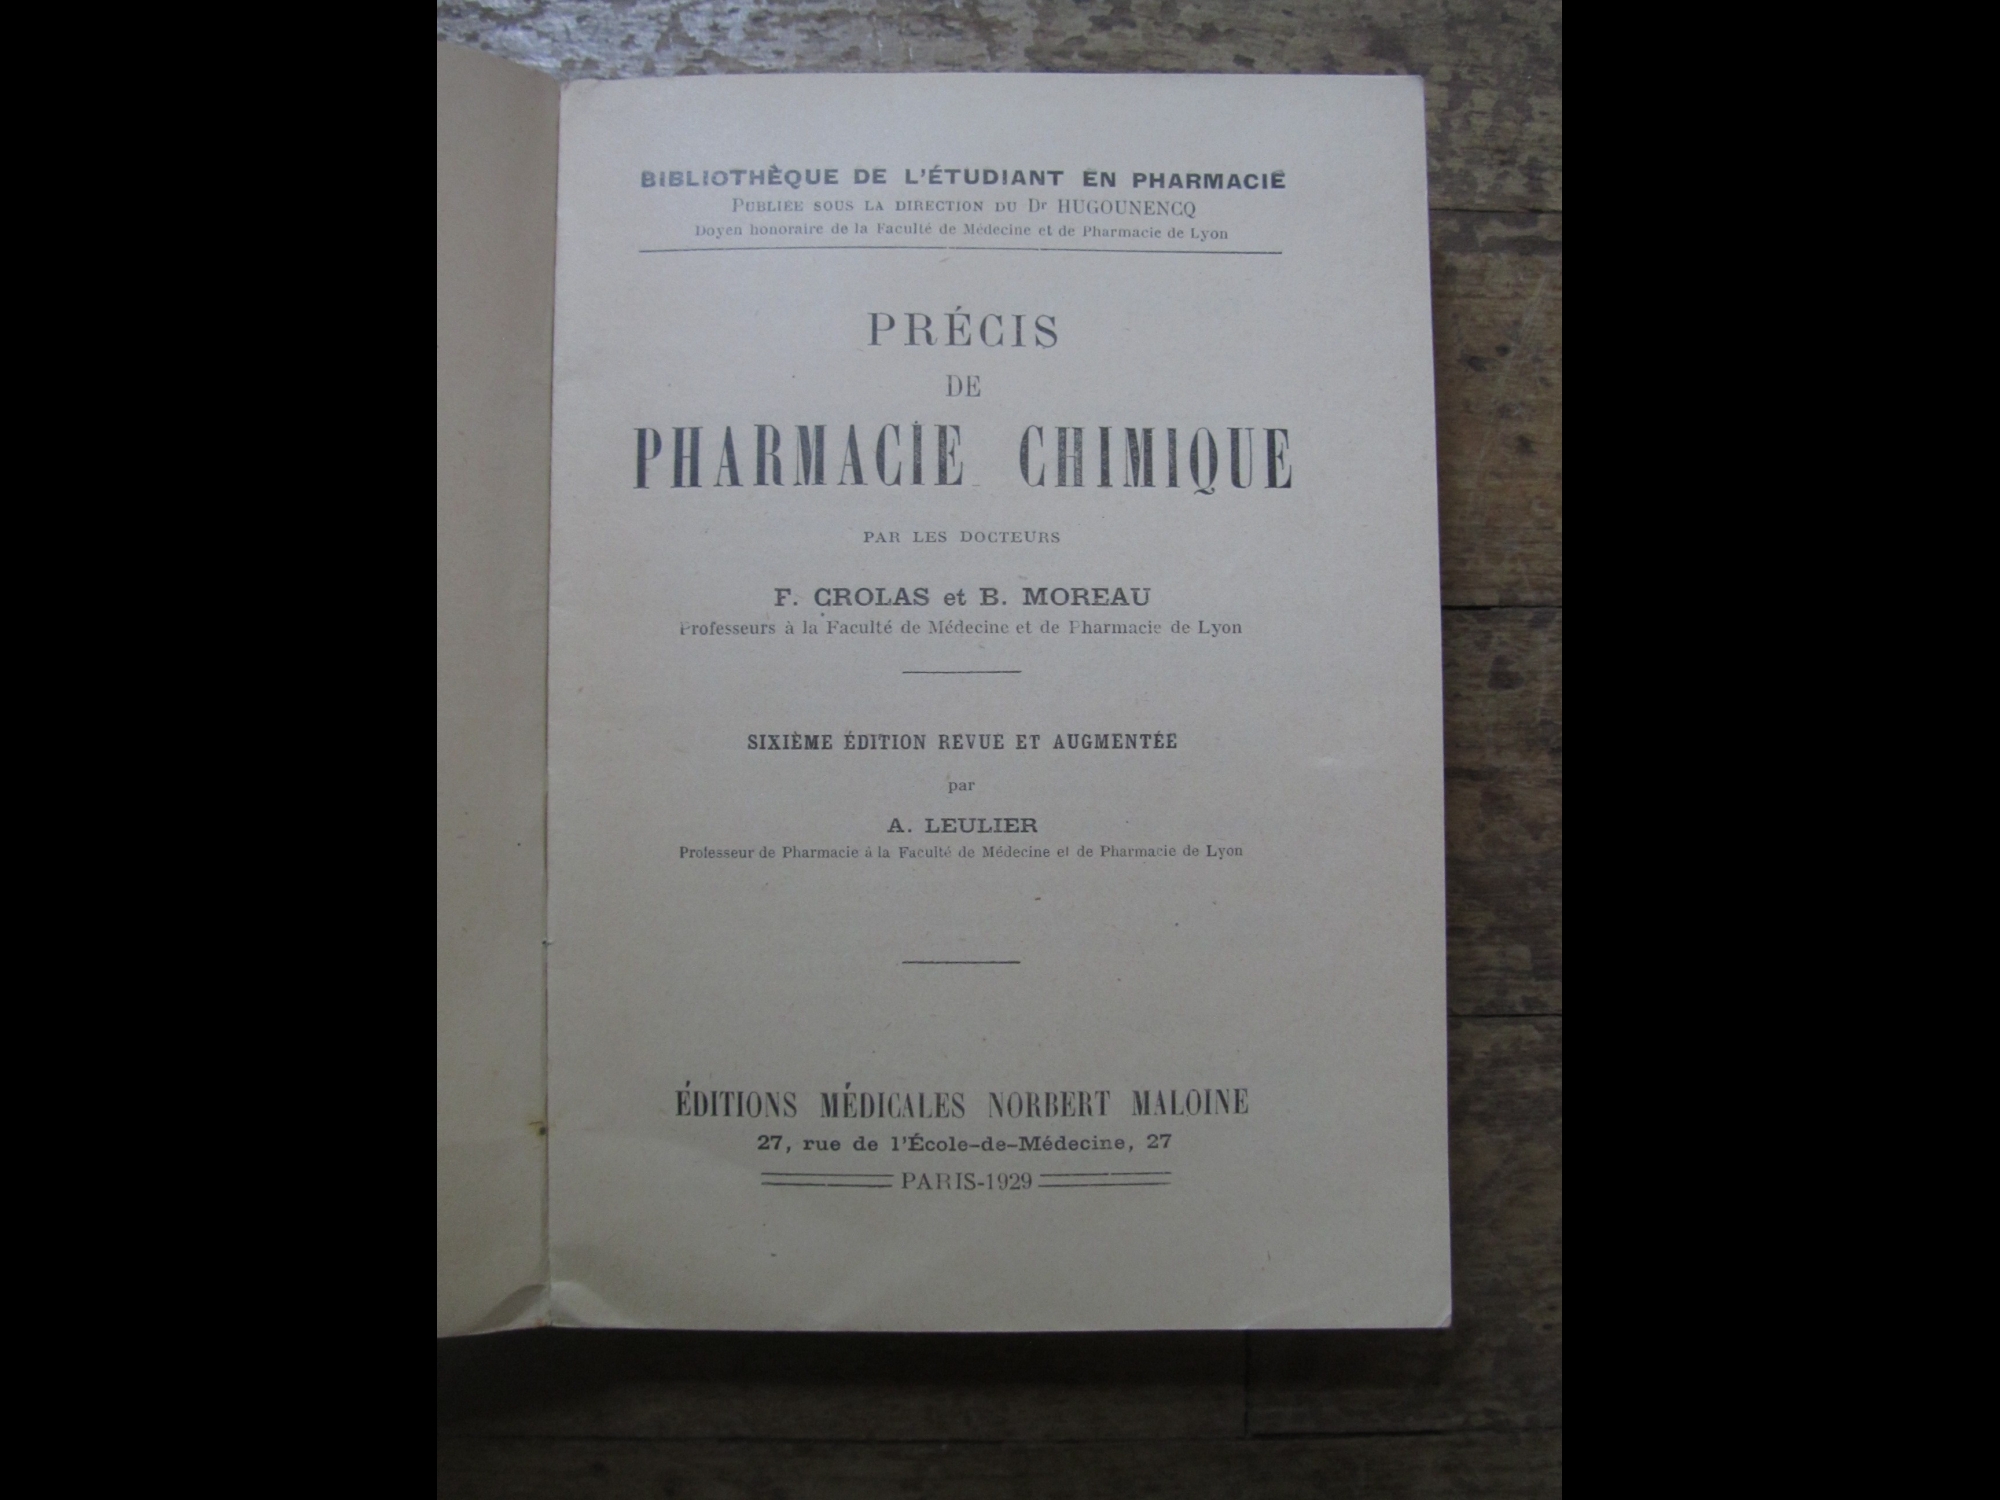 BIBLIOTHÈQUE DE L'ÉTUDIANT EN PHARMACIE
PUBLIÉE SOUS LA DIRECTION DU Dr HUGOUNENCQ
Doyen honoraire de la Faculté de Médecine et de Pharmacie de Lyon
PRÉCIS
DE
PHARMACIE CHIMIQUE
PAR LES DOCTEURS
F. CROLAS et B. MOREAU
Professeurs à la Faculté de Médecine et de Pharmacie de Lyon
SIXIÈME ÉDITION REVUE ET AUGMENTÉE
par
A. LEULIER
Professeur de Pharmacie à la Faculté de Médecine et de Pharmacie de Lyon
ÉDITIONS MÉDICALES NORBERT MALOINE
27, rue de l'École-de-Médecine, 27
PARIS-1929